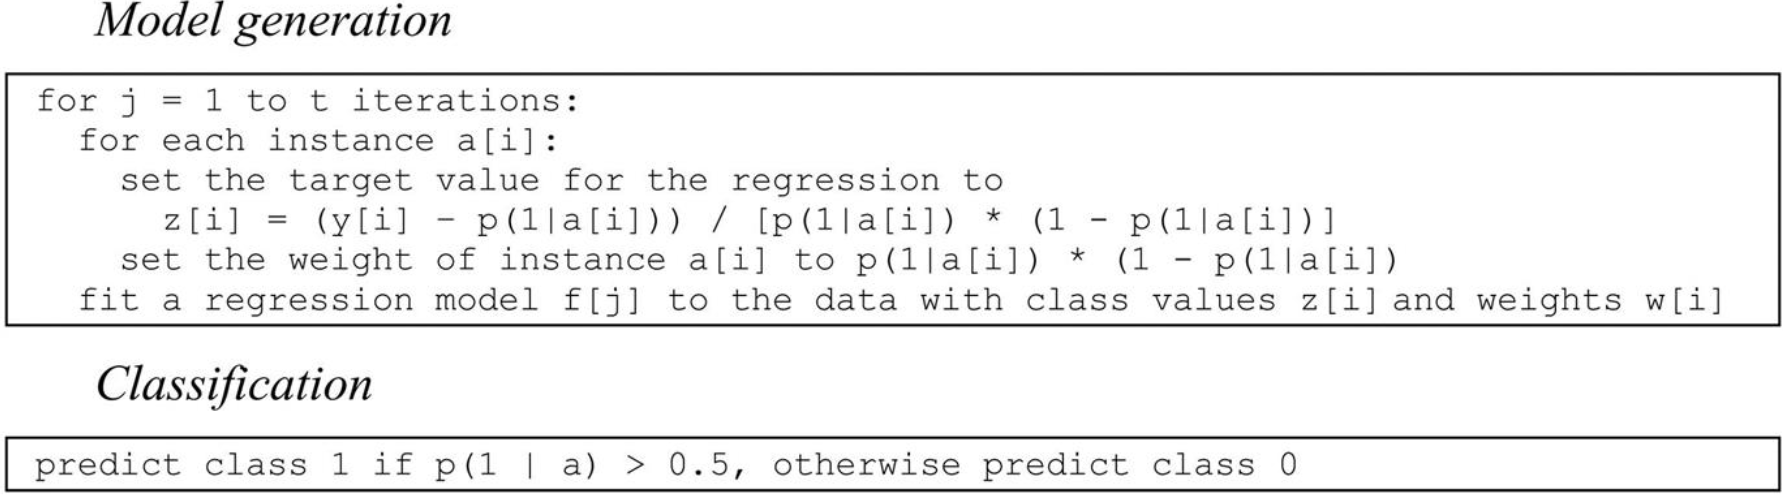 Model generation
for j = 1 to t iterations:
for each instance a[i]:
set the target value for the regression to
z[i] = (y[i] – p(1|a[i])) / [p(1|a[i]) * (1 - p(1|a[i])]
set the weight of instance a[i] to p(1|a[i]) * (1 - p(1|a[i])
fit a regression model f[j] to the data with class values z[i] and weights w[i]
Classification
predict class 1 if p(1 | a) > 0.5, otherwise predict class 0